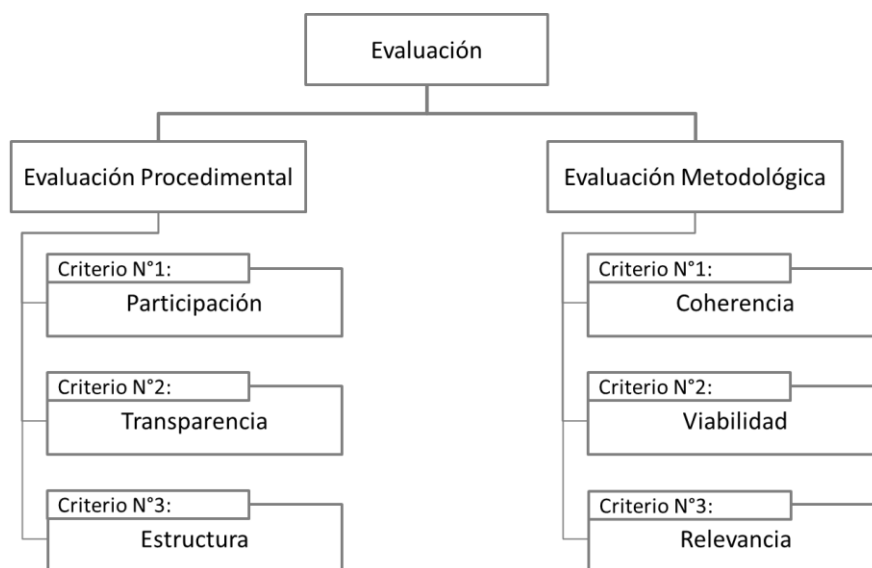 Evaluación
Evaluación Procedimental
Criterio N°1:
Participación
Criterio N°2:
Transparencia
Criterio N°3:
Estructura
Evaluación Metodológica
Criterio N°1:
Coherencia
Criterio N°2:
Viabilidad
Criterio N°3:
Relevancia